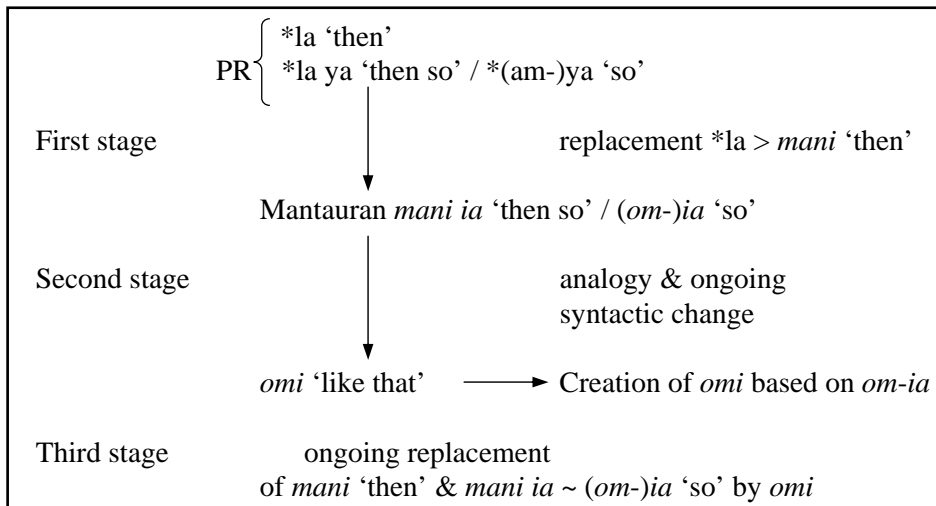 *la ‘then’
PR
*la ya ‘then so’ / *(am-)ya ‘so’
First stage replacement *la > mani ‘then’
Mantauran mani ia ‘then so’ / (om-)ia ‘so’
Second stage analogy & ongoing
syntactic change
omi ‘like that’ Creation of omi based on om-ia
Third stage ongoing replacement
of mani ‘then’ & mani ia ~ (om-)ia ‘so’ by omi